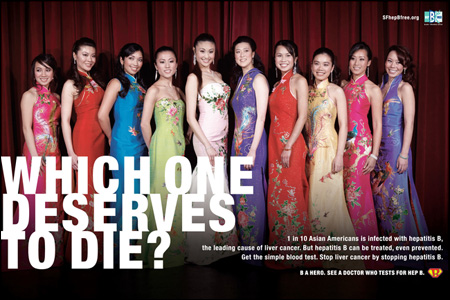 SFhepBfree.org
WHICH ONE
DESERVES
TO DIE?
1 in 10 Asian Americans is infected with hepatitis B,
the leading cause of liver cancer. But hepatitis B can be treated, even prevented.
Get the simple blood test. Stop liver cancer by stopping hepatitis B.
B A HERO. SEE A DOCTOR WHO TESTS FOR HEP B.
B